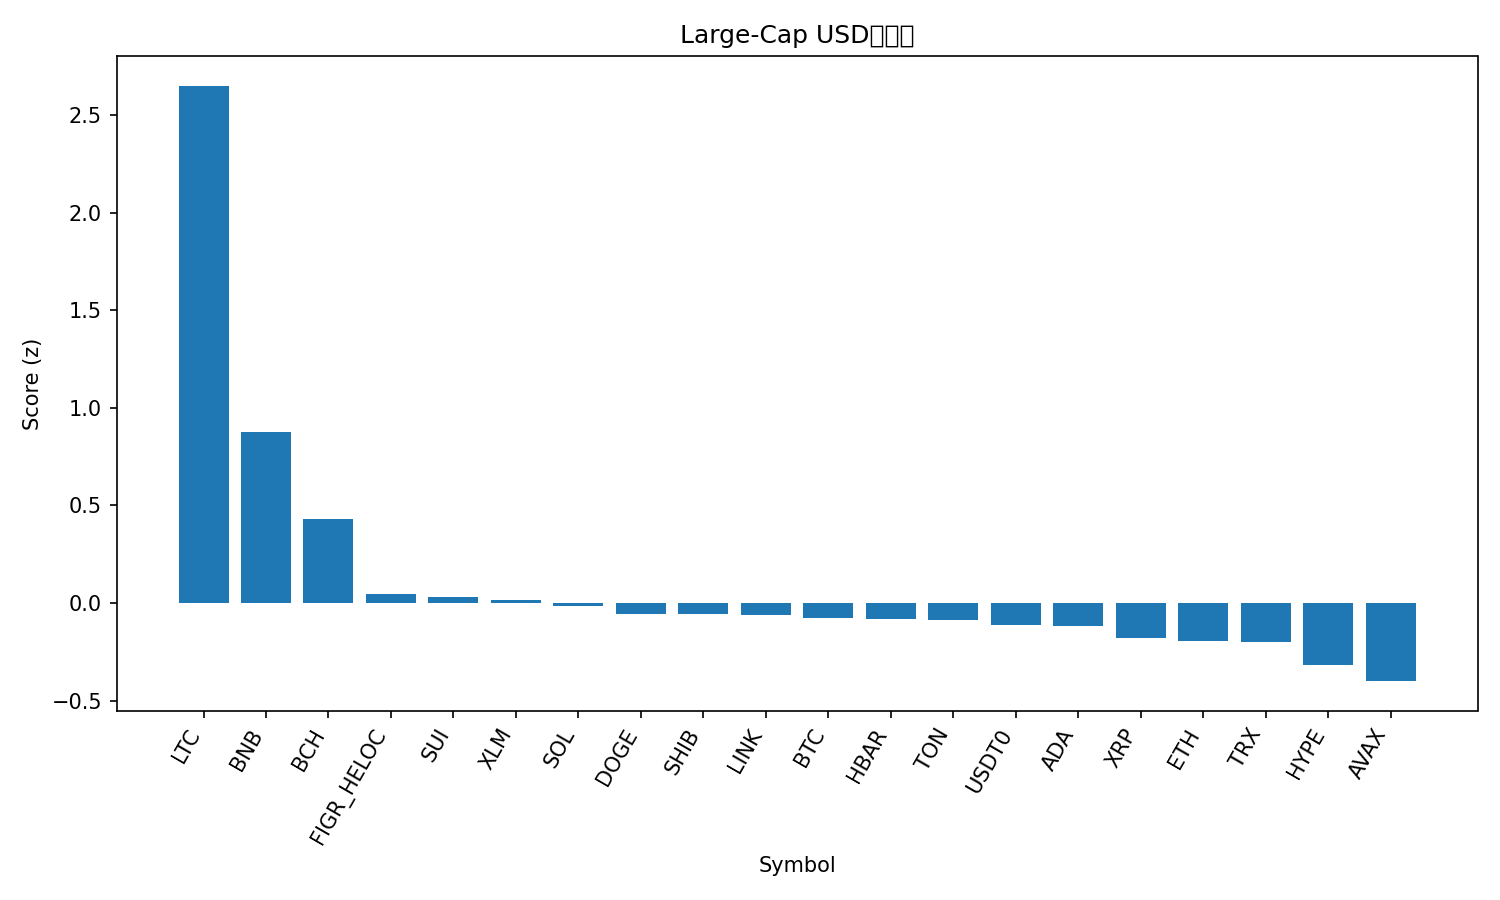 Large-Cap USD
Score (z)
2.5
2.0
1.5
1.0
0.5
0.0
−0.5
LTC
BNB
BCH
FIGR_HELOC
SUI
XLM
SOL
DOGE
SHIB
LINK
BTC
HBAR
TON
USDT0
ADA
XRP
ETH
TRX
HYPE
AVAX
Symbol